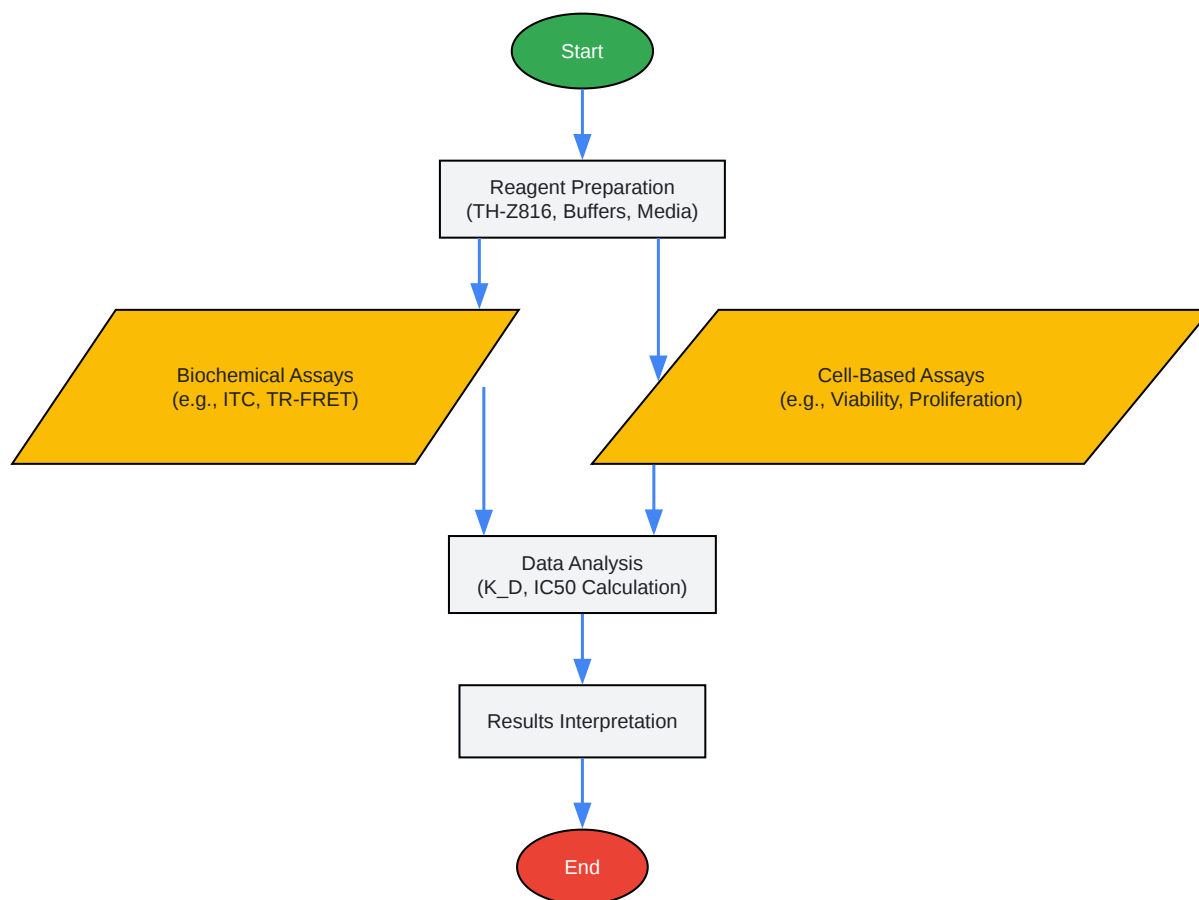 Start
Reagent Preparation
(TH-Z816, Buffers, Media)
Biochemical Assays
(e.g., ITC, TR-FRET)
Cell-Based Assays
(e.g., Viability, Proliferation)
Data Analysis
(K_D, IC50 Calculation)
Results Interpretation
End